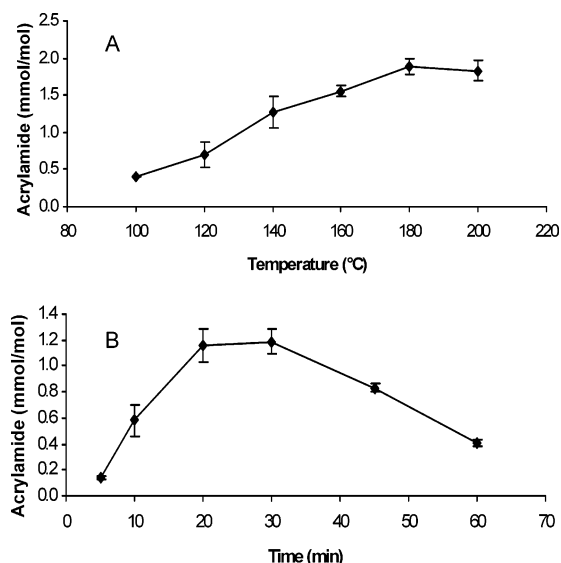 2.5
A
2.0
1.5
1.0
0.5
0.0
Acrylamide (mmol/mol)
80 100 120 140 160 180 200 220
Temperature (°C)
1.4
B
1.2
1.0
0.8
0.6
0.4
0.2
0.0
Acrylamide (mmol/mol)
0 10 20 30 40 50 60 70
Time (min)